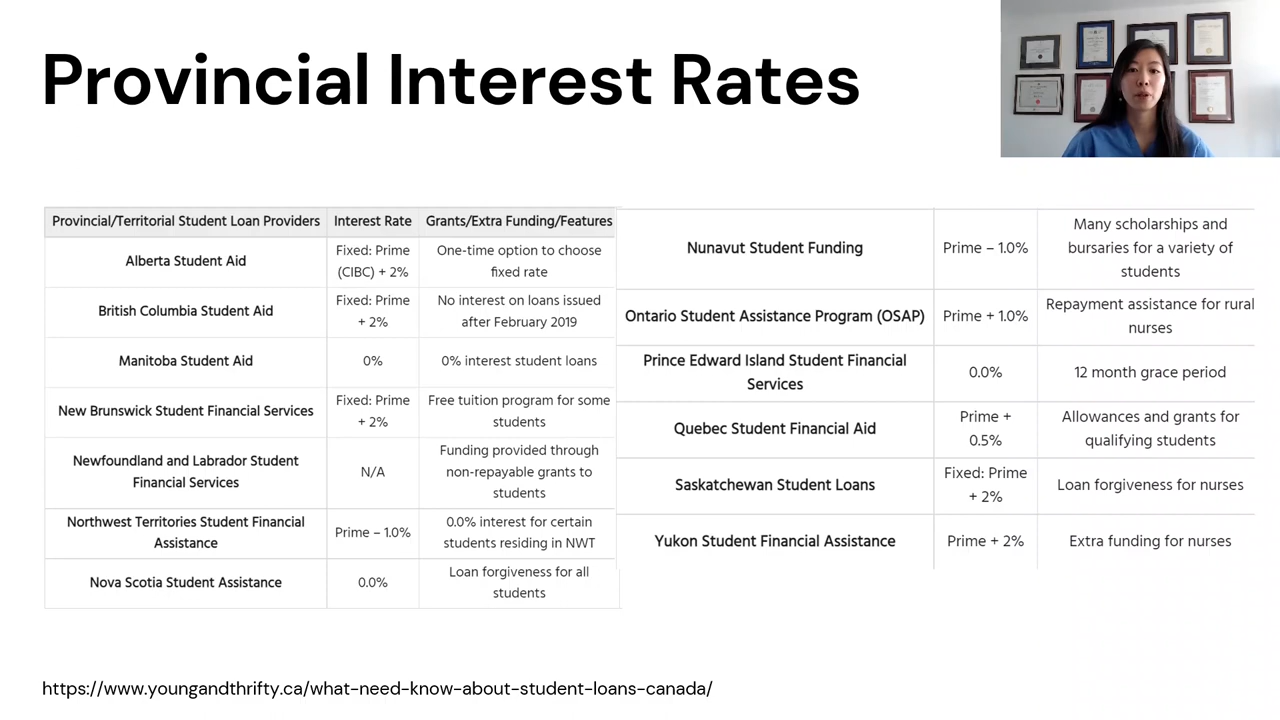 Provincial Interest Rates
Provincial/Territorial Student Loan Providers Interest Rate Grants/Extra Funding/Features
Alberta Student Aid
Fixed: Prime
(CIBC) + 2%
One-time option to choose
fixed rate
British Columbia Student Aid
Fixed: Prime
+ 2%
No interest on loans issued
after February 2019
Manitoba Student Aid
0%
0% interest student loans
New Brunswick Student Financial Services
Fixed: Prime
+ 2%
Free tuition program for some
students
Newfoundland and Labrador Student
Financial Services
N/A
Funding provided through
non-repayable grants to
students
Northwest Territories Student Financial
Assistance
Prime – 1.0%
0.0% interest for certain
students residing in NWT
Nova Scotia Student Assistance
0.0%
Loan forgiveness for all
students
Nunavut Student Funding
Prime – 1.0%
Many scholarships and
bursaries for a variety of
students
Ontario Student Assistance Program (OSAP)
Prime + 1.0%
Repayment assistance for rural
nurses
Prince Edward Island Student Financial
Services
0.0%
12 month grace period
Quebec Student Financial Aid
Prime +
0.5%
Allowances and grants for
qualifying students
Saskatchewan Student Loans
Fixed: Prime
+ 2%
Loan forgiveness for nurses
Yukon Student Financial Assistance
Prime + 2%
Extra funding for nurses
https://www.youngandthrifty.ca/what-need-know-about-student-loans-canada/